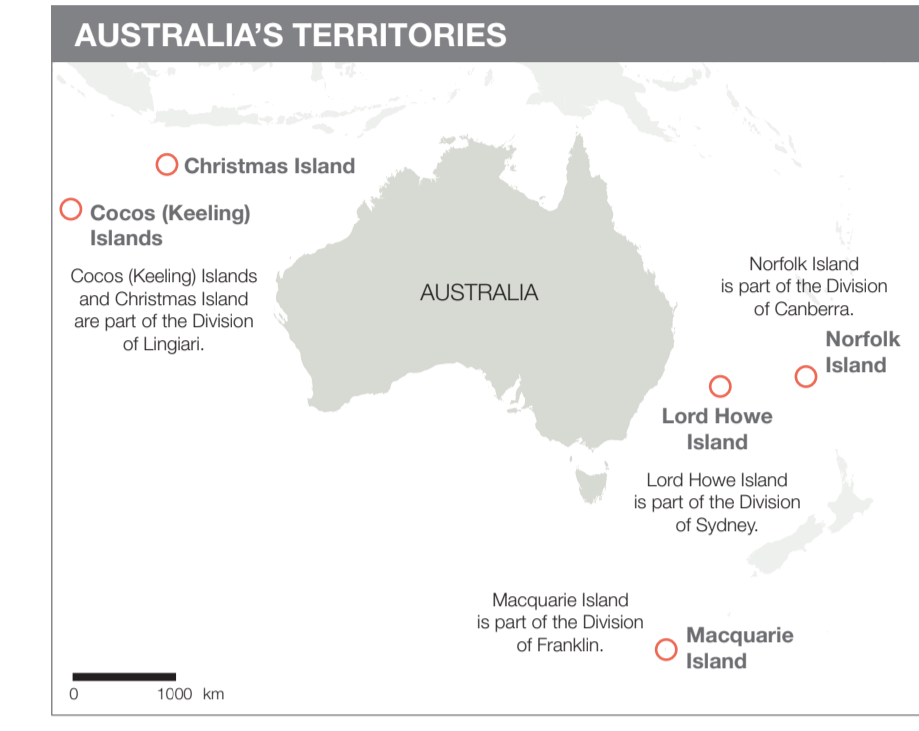 AUSTRALIA'S TERRITORIES
Christmas Island
Cocos (Keeling)
Islands
Cocos (Keeling) Islands
and Christmas Island
are part of the Division
of Lingiari.
AUSTRALIA
Norfolk Island
is part of the Division
of Canberra.
Norfolk
Island
Lord Howe
Island
Lord Howe Island
is part of the Division
of Sydney.
Macquarie Island
is part of the Division
of Franklin.
Macquarie
Island
0 1000 km